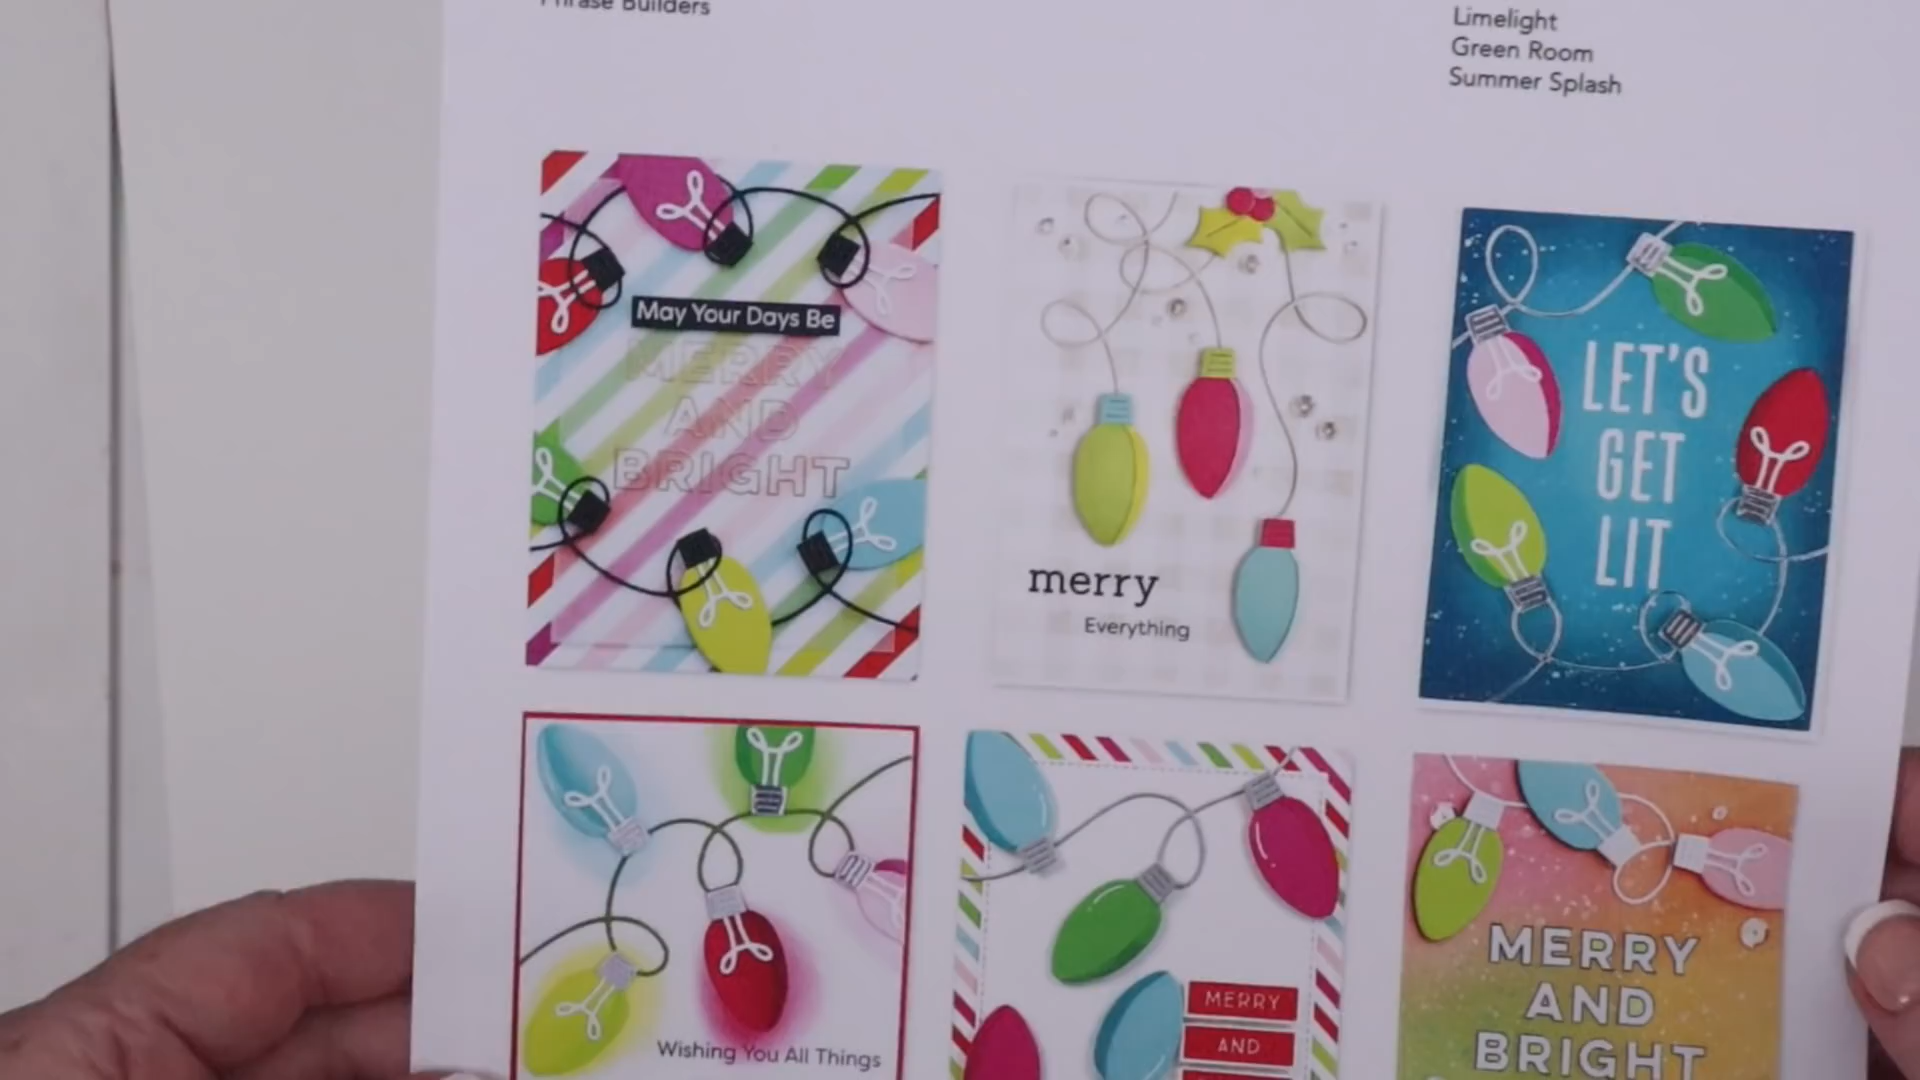 Phrase Builders
Limelight
Green Room
Summer Splash
May Your Days Be
MERRY
AND
BRIGHT
merry
Everything
LET'S
GET
LIT
Wishing You All Things
MERRY
AND
MERRY
AND
BRIGHT